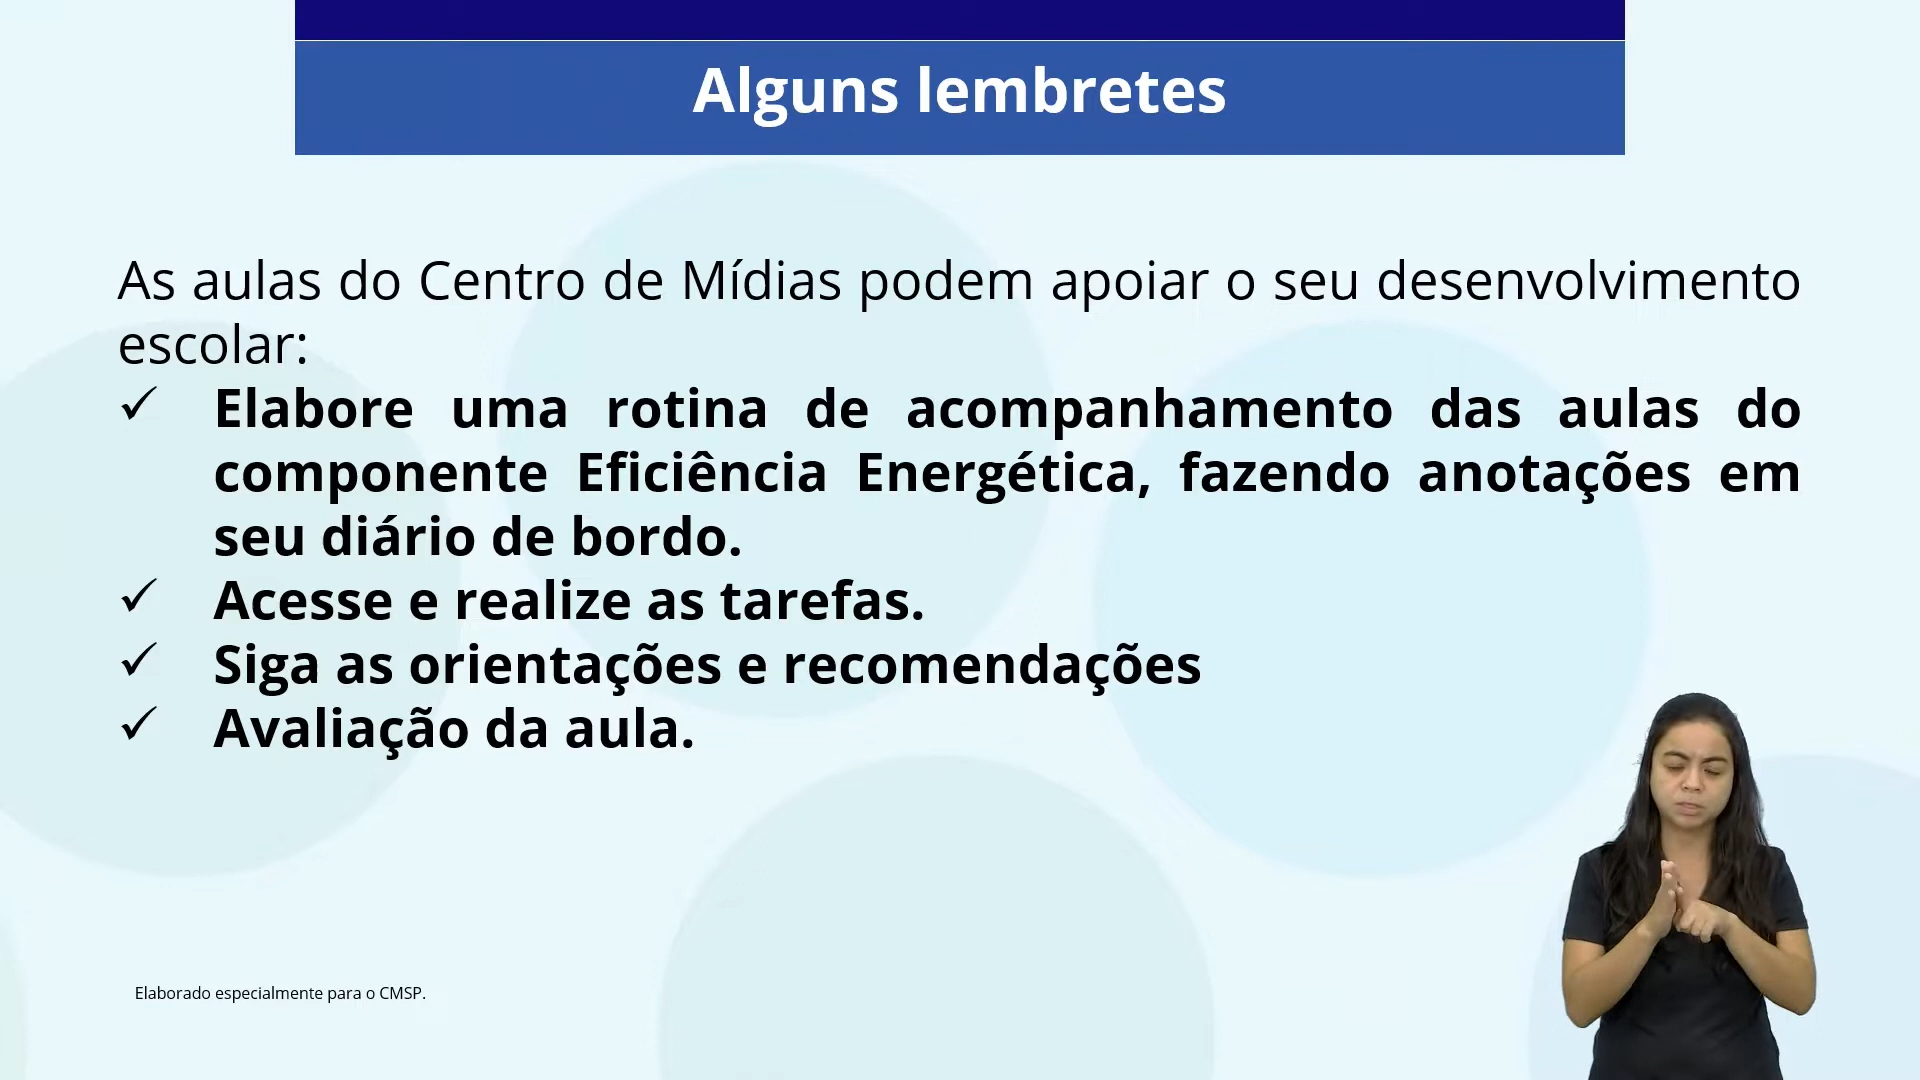 Alguns lembretes
As aulas do Centro de Mídias podem apoiar o seu desenvolvimento
escolar:
✓ Elabore uma rotina de acompanhamento das aulas do
componente Eficiência Energética, fazendo anotações em
seu diário de bordo.
✓ Acesse e realize as tarefas.
✓ Siga as orientações e recomendações
✓ Avaliação da aula.
Elaborado especialmente para o CMSP.